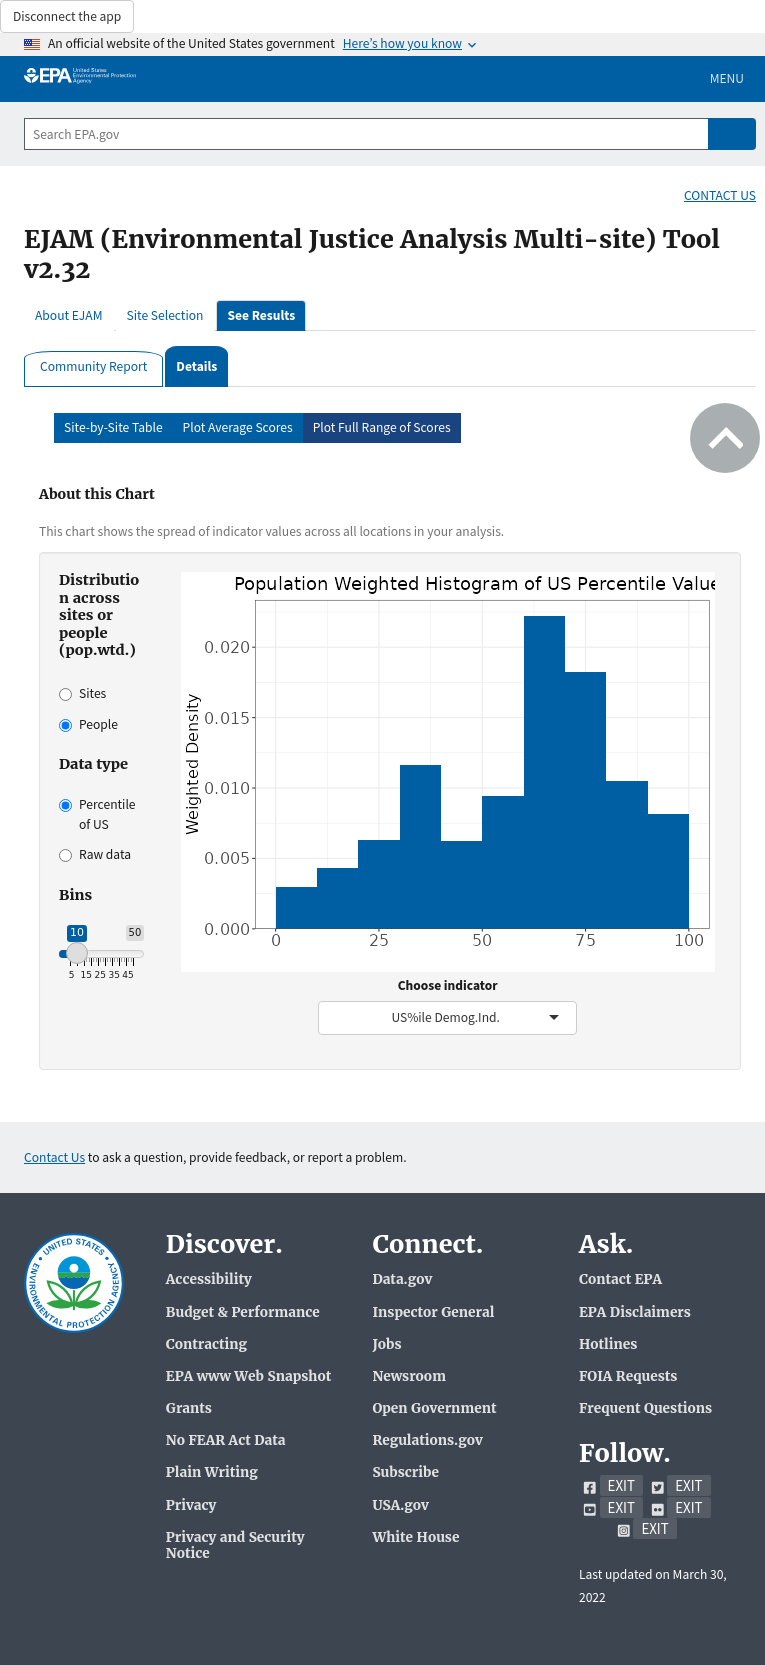 Disconnect the app
An official website of the United States government Here's how you know
EPA United States Environmental Protection Agency
MENU
Search EPA.gov
CONTACT US
EJAM (Environmental Justice Analysis Multi-site) Tool
v2.32
About EJAM Site Selection See Results
Community Report Details
Site-by-Site Table Plot Average Scores Plot Full Range of Scores
About this Chart
This chart shows the spread of indicator values across all locations in your analysis.
Distributio
n across
sites or
people
(pop.wtd.)
Sites
People
Data type
Percentile
of US
Raw data
Bins
10 50
5 15 25 35 45
Population Weighted Histogram of US Percentile Value
Weighted Density
0.020
0.015
0.010
0.005
0.000
0 25 50 75 100
Choose indicator
US%ile Demog.Ind.
Contact Us to ask a question, provide feedback, or report a problem.
UNITED STATES ENVIRONMENTAL PROTECTION AGENCY
Discover.
Accessibility
Budget & Performance
Contracting
EPA www Web Snapshot
Grants
No FEAR Act Data
Plain Writing
Privacy
Privacy and Security
Notice
Connect.
Data.gov
Inspector General
Jobs
Newsroom
Open Government
Regulations.gov
Subscribe
USA.gov
White House
Ask.
Contact EPA
EPA Disclaimers
Hotlines
FOIA Requests
Frequent Questions
Follow.
EXIT EXIT
EXIT EXIT
EXIT
Last updated on March 30,
2022